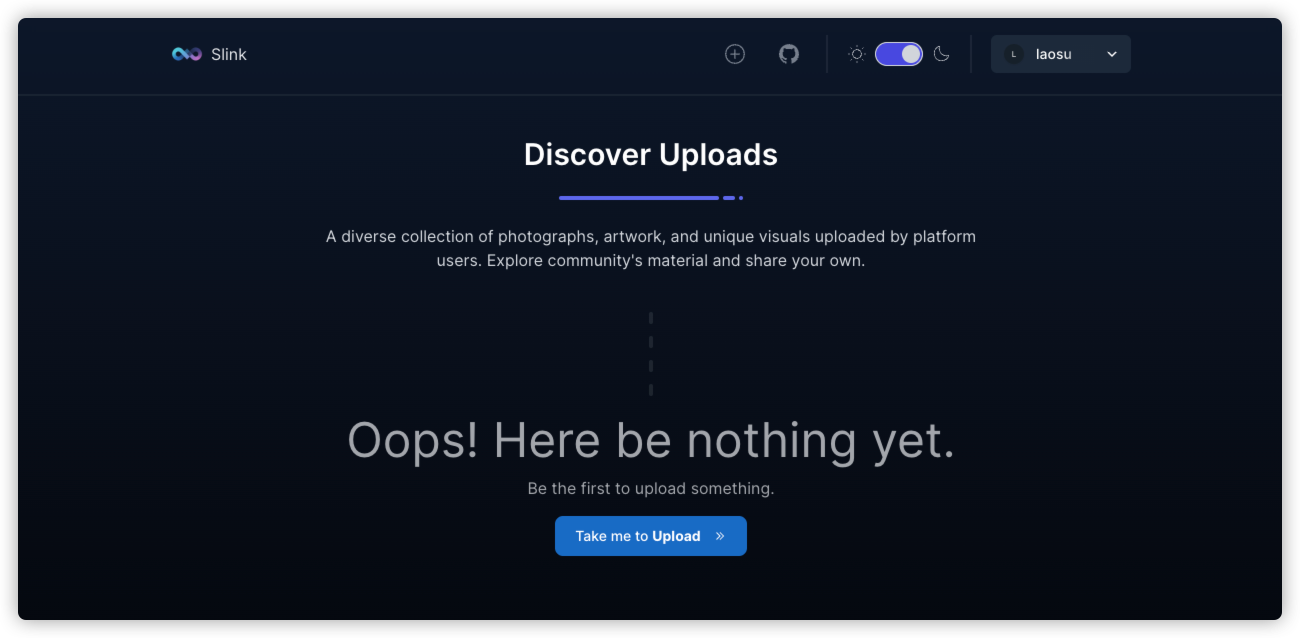 Slink
L
laosu
Discover Uploads
A diverse collection of photographs, artwork, and unique visuals uploaded by platform
users. Explore community's material and share your own.
Oops! Here be nothing yet.
Be the first to upload something.
Take me to Upload